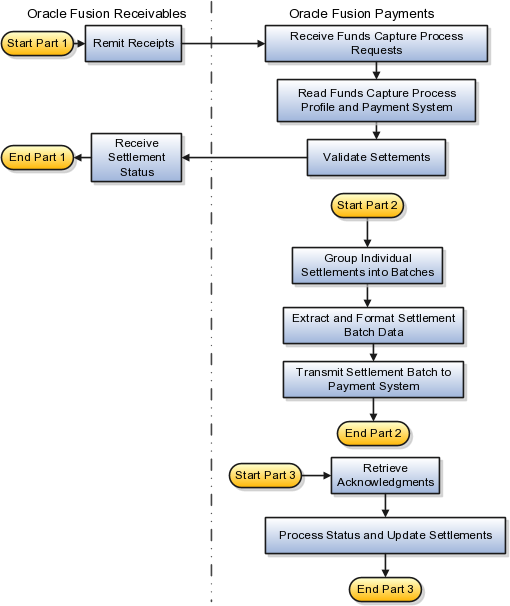 Oracle Fusion Receivables
Oracle Fusion Payments
Start Part 1
Remit Receipts
Receive Funds Capture Process
Requests
Read Funds Capture Process
Profile and Payment System
Validate Settements
Receive
Settlement
Status
End Part 1
Start Part 2
Group Individual
Settlements into Batches
Extract and Format Settlement
Batch Data
Transmit Settlement Batch to
Payment System
End Part 2
Start Part 3
Retrieve
Acknowledgments
Process Status and Update Settlements
End Part 3